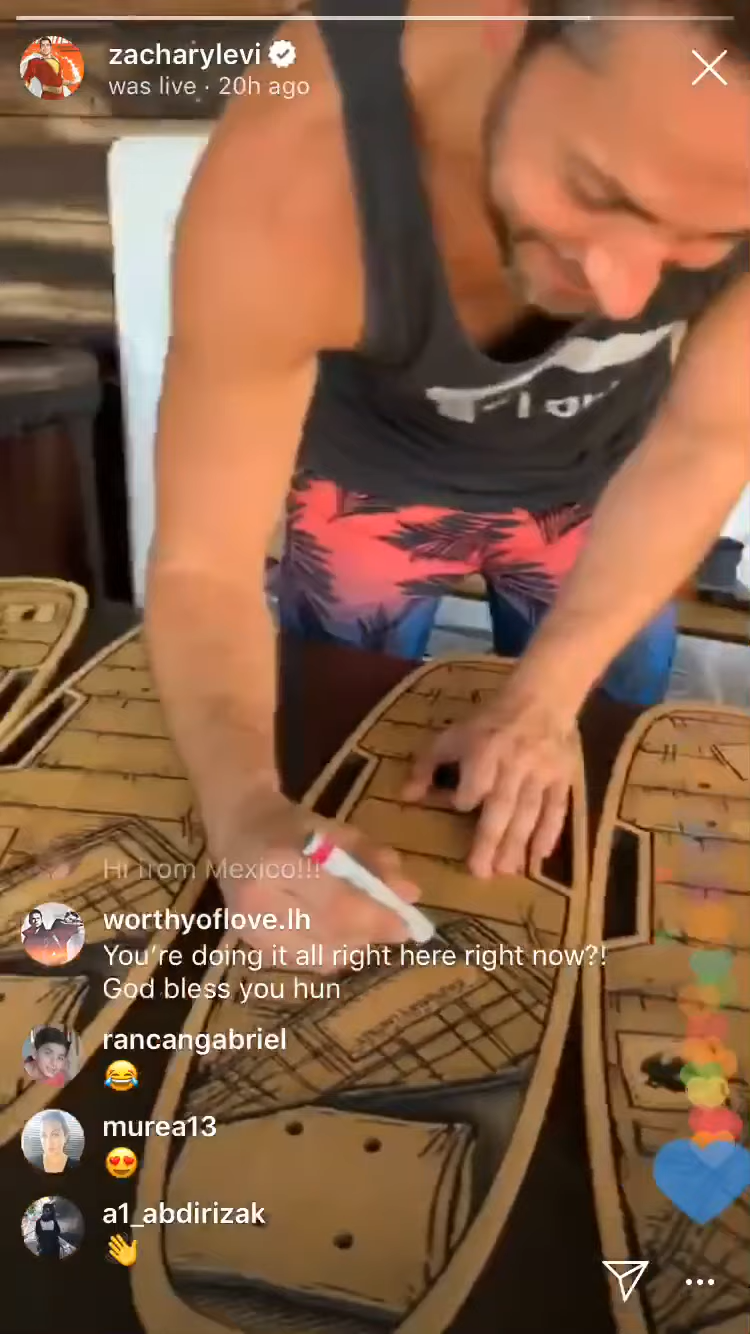 zacharylevi
was live · 20h ago
Hi from Mexico!!!
worthyoflove.lh
You're doing it all right here right now?!
God bless you hun
rancangabriel
😂
murea13
😍
a1_abdirizak
👋